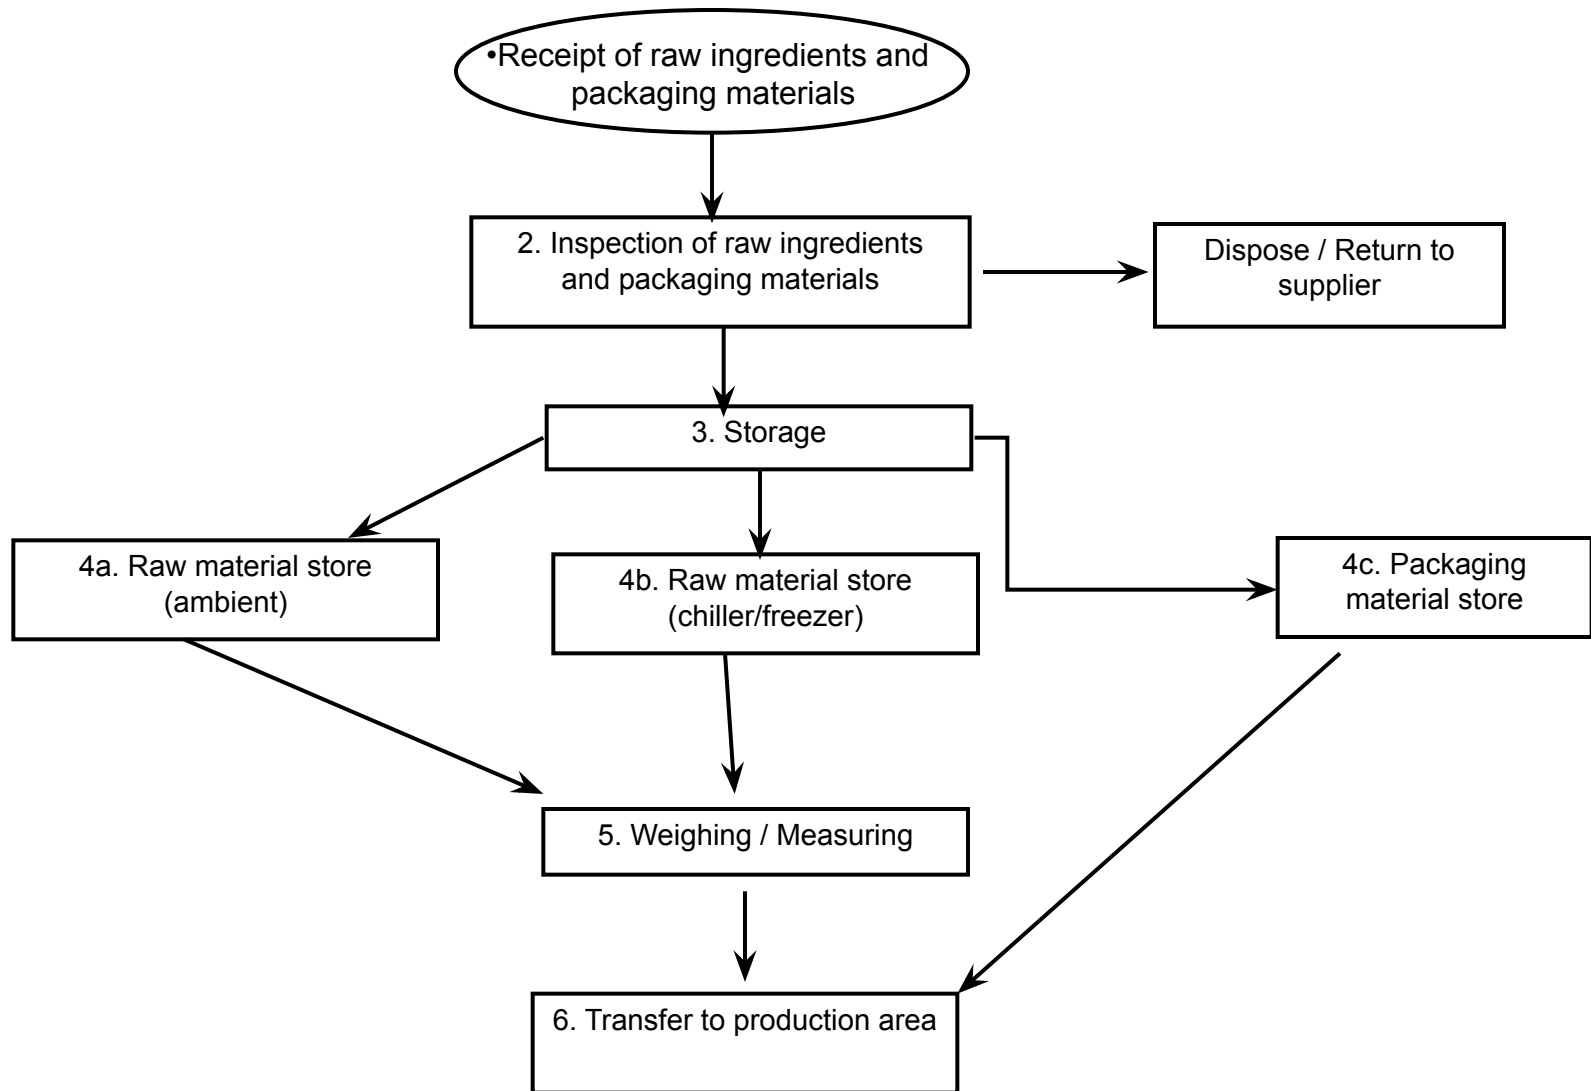 •Receipt of raw ingredients and
packaging materials
2. Inspection of raw ingredients
and packaging materials
Dispose / Return to
supplier
3. Storage
4a. Raw material store
(ambient)
4b. Raw material store
(chiller/freezer)
4c. Packaging
material store
5. Weighing / Measuring
6. Transfer to production area